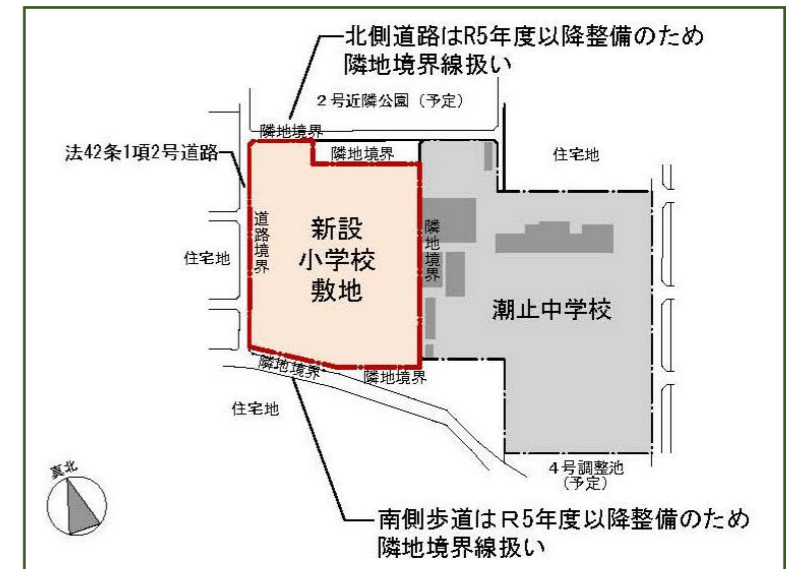 北側道路はR5年度以降整備のため
隣地境界線扱い
2号近隣公園（予定）
隣地境界
法42条1項2号道路
隣地境界
住宅地
道路境界
新設
小学校
敷地
隣地境界
住宅地
潮止中学校
隣地境界
隣地境界
住宅地
4号調整池
（予定）
真北
南側歩道はＲ5年度以降整備のため
隣地境界線扱い